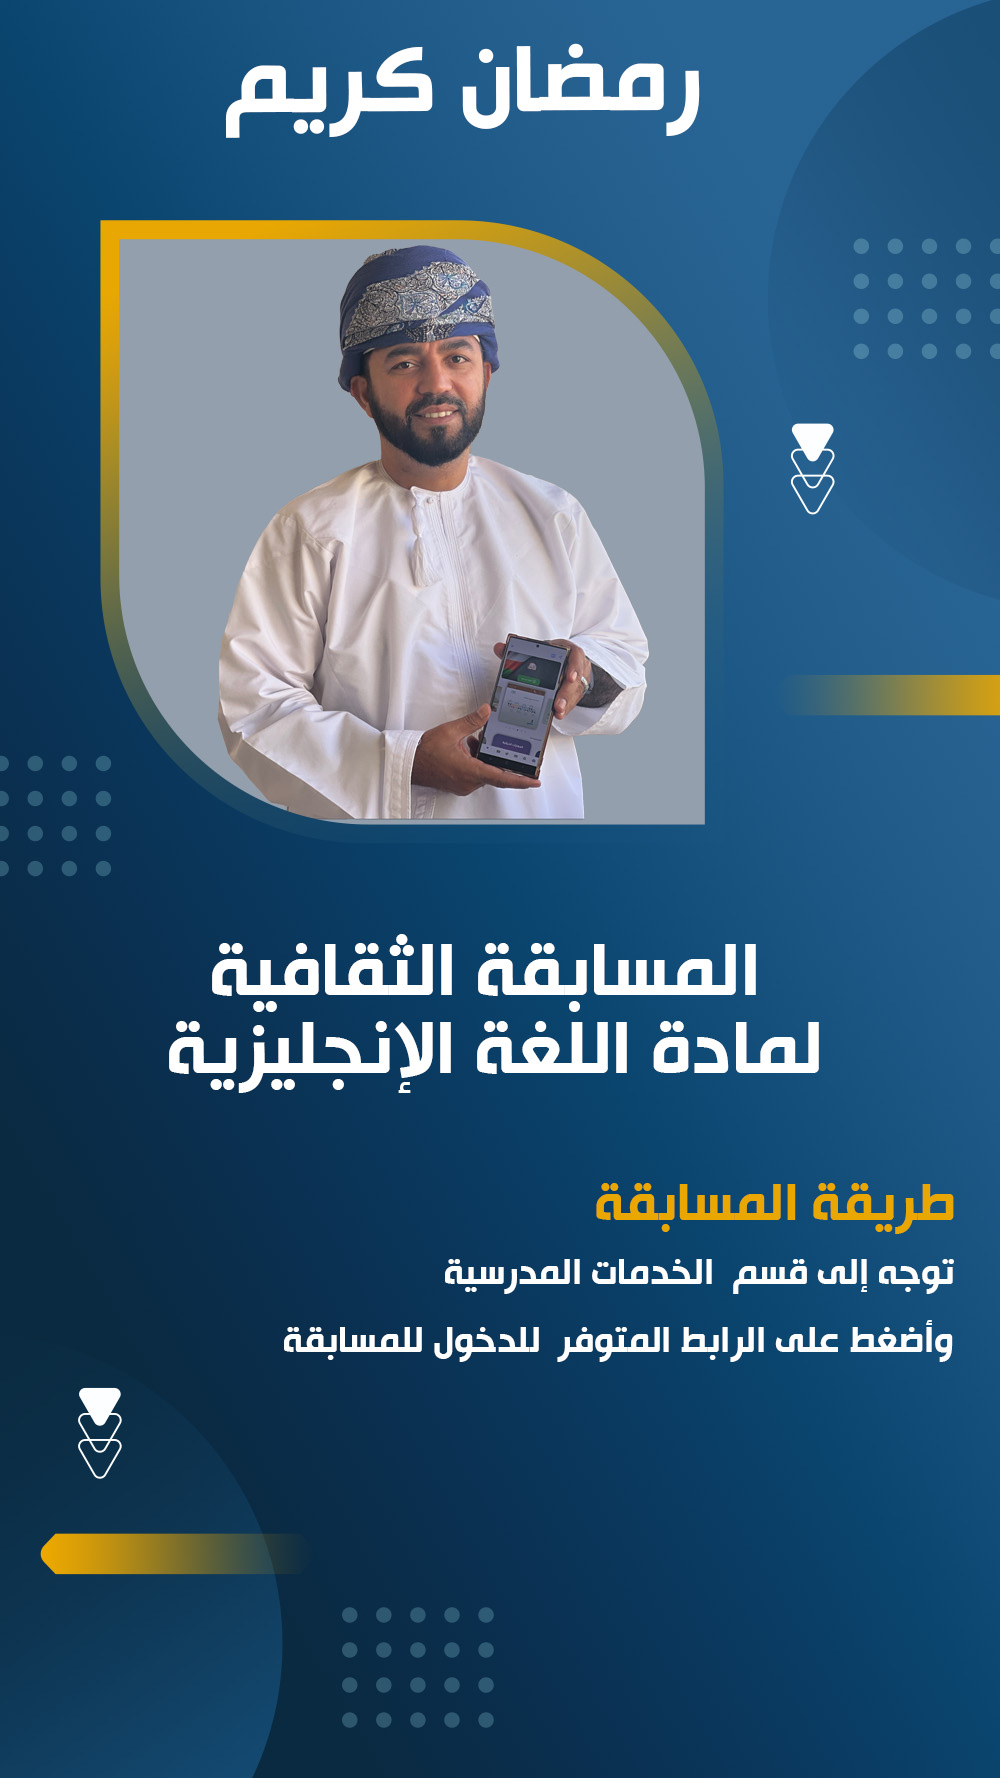 رمضان كريم
المسابقة الثقافية
لمادة اللغة الإنجليزية
طريقة المسابقة
توجه إلى قسم الخدمات المدرسية
وأضغط على الرابط المتوفر للدخول للمسابقة